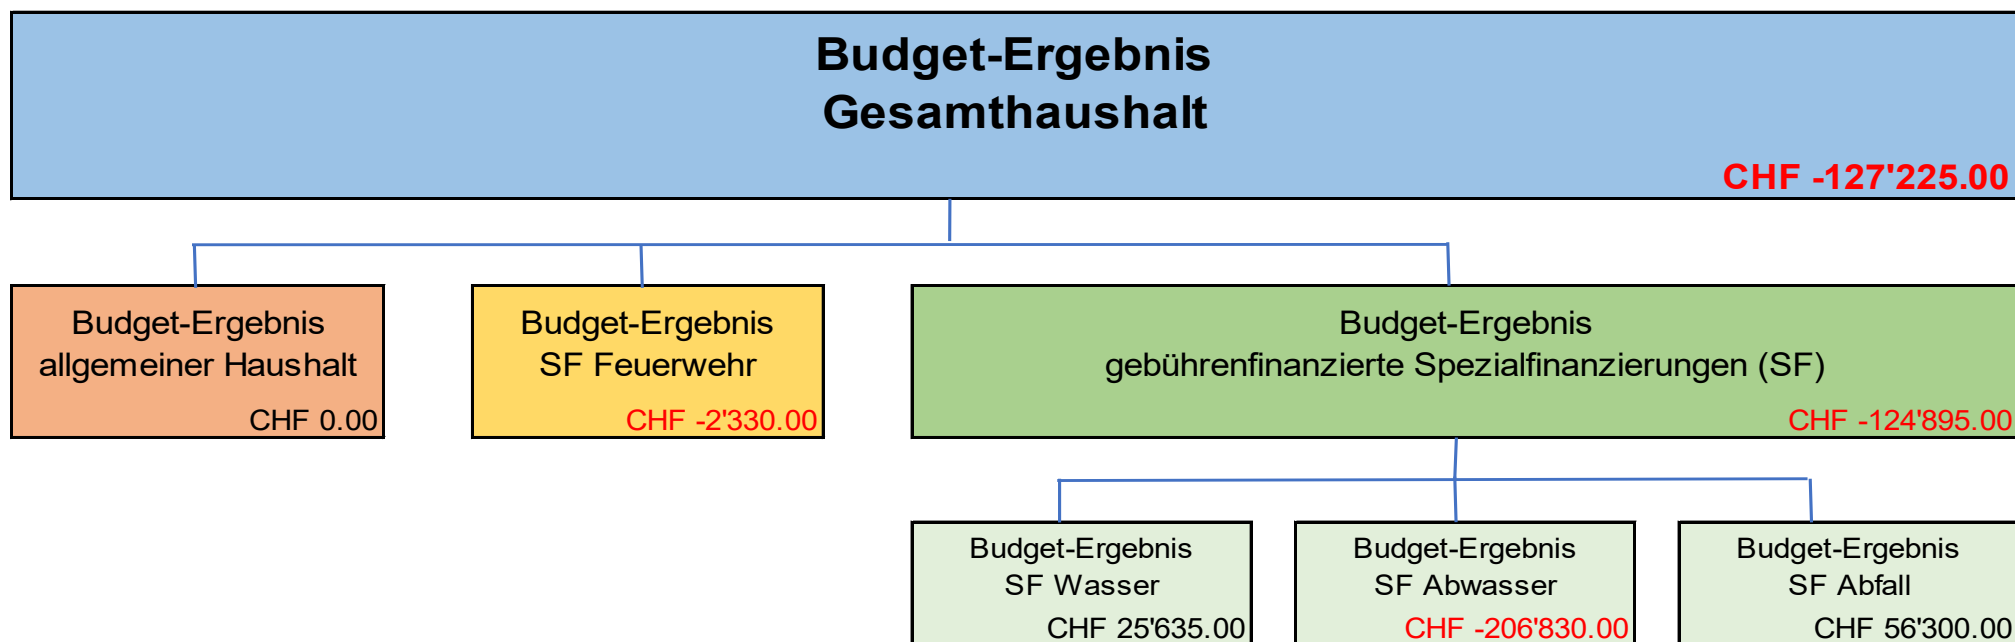 Budget-Ergebnis
Gesamthaushalt
CHF -127'225.00
Budget-Ergebnis
allgemeiner Haushalt
CHF 0.00
Budget-Ergebnis
SF Feuerwehr
CHF -2'330.00
Budget-Ergebnis
gebührenfinanzierte Spezialfinanzierungen (SF)
CHF -124'895.00
Budget-Ergebnis
SF Wasser
CHF 25'635.00
Budget-Ergebnis
SF Abwasser
CHF -206'830.00
Budget-Ergebnis
SF Abfall
CHF 56'300.00